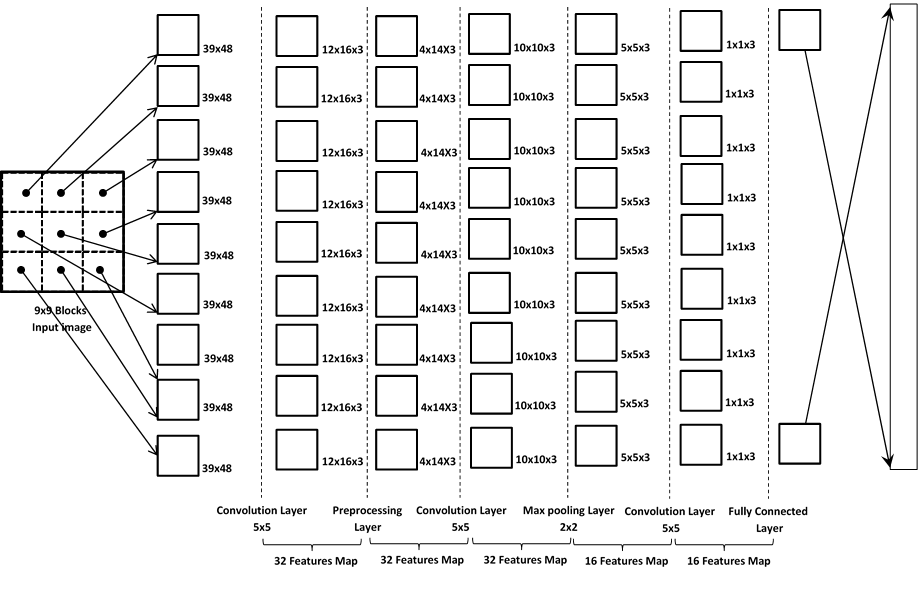 39x48 12x16x3 4x14X3 10x10x3 5x5x3 1x1x3
39x48 12x16x3 4x14X3 10x10x3 5x5x3 1x1x3
39x48 12x16x3 4x14X3 10x10x3 5x5x3 1x1x3
39x48 12x16x3 4x14X3 10x10x3 5x5x3 1x1x3
39x48 12x16x3 4x14X3 10x10x3 5x5x3 1x1x3
39x48 12x16x3 4x14X3 10x10x3 5x5x3 1x1x3
9x9 Blocks
Input image
39x48 12x16x3 4x14X3 10x10x3 5x5x3 1x1x3
39x48 12x16x3 4x14X3 10x10x3 5x5x3 1x1x3
39x48 12x16x3 4x14X3 10x10x3 5x5x3 1x1x3
Convolution Layer
5x5
Preprocessing
Layer
Convolution Layer
5x5
Max pooling Layer
2x2
Convolution Layer
5x5
Fully Connected
Layer
32 Features Map
32 Features Map
32 Features Map
16 Features Map
16 Features Map